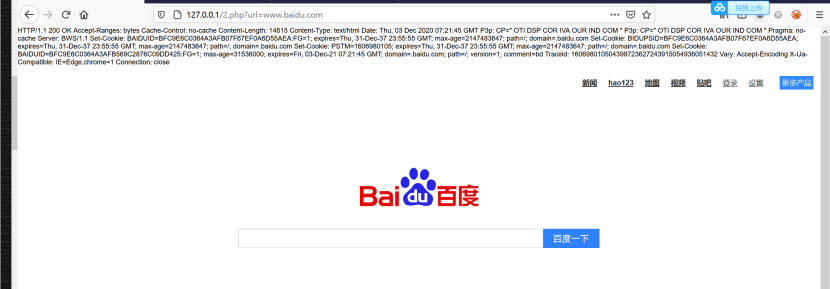 127.0.0.1/2.php?url=www.baidu.com
拖拽上传
HTTP/1.1 200 OK Accept-Ranges: bytes Cache-Control: no-cache Content-Length: 14615 Content-Type: text/html Date: Thu, 03 Dec 2020 07:21:45 GMT P3p: CP=" OTI DSP COR IVA OUR IND COM " P3p: CP=" OTI DSP COR IVA OUR IND COM " Pragma: no-
cache Server: BWS/1.1 Set-Cookie: BAIDUID=BFC9E6C0364A3AFB07F67EF0A6D55AEA:FG=1; expires=Thu, 31-Dec-37 23:55:55 GMT; max-age=2147483647; path=/; domain=.baidu.com Set-Cookie: BIDUPSID=BFC9E6C0364A3AFB07F67EF0A6D55AEA;
expires=Thu, 31-Dec-37 23:55:55 GMT; max-age=2147483647; path=/; domain=.baidu.com Set-Cookie: PSTM=1606980105; expires=Thu, 31-Dec-37 23:55:55 GMT; max-age=2147483647; path=/; domain=.baidu.com Set-Cookie:
BAIDUID=BFC9E6C0364A3AFB569C2876C09DD425:FG=1; max-age=31536000; expires=Fri, 03-Dec-21 07:21:45 GMT; domain=.baidu.com; path=/; version=1; comment=bd Traceid: 160698010504399723627243915054936051432 Vary: Accept-Encoding X-Ua-
Compatible: IE=Edge,chrome=1 Connection: close
新闻 hao123 地图 视频 贴吧 登录 设置 更多产品
Bai du 百度
百度一下